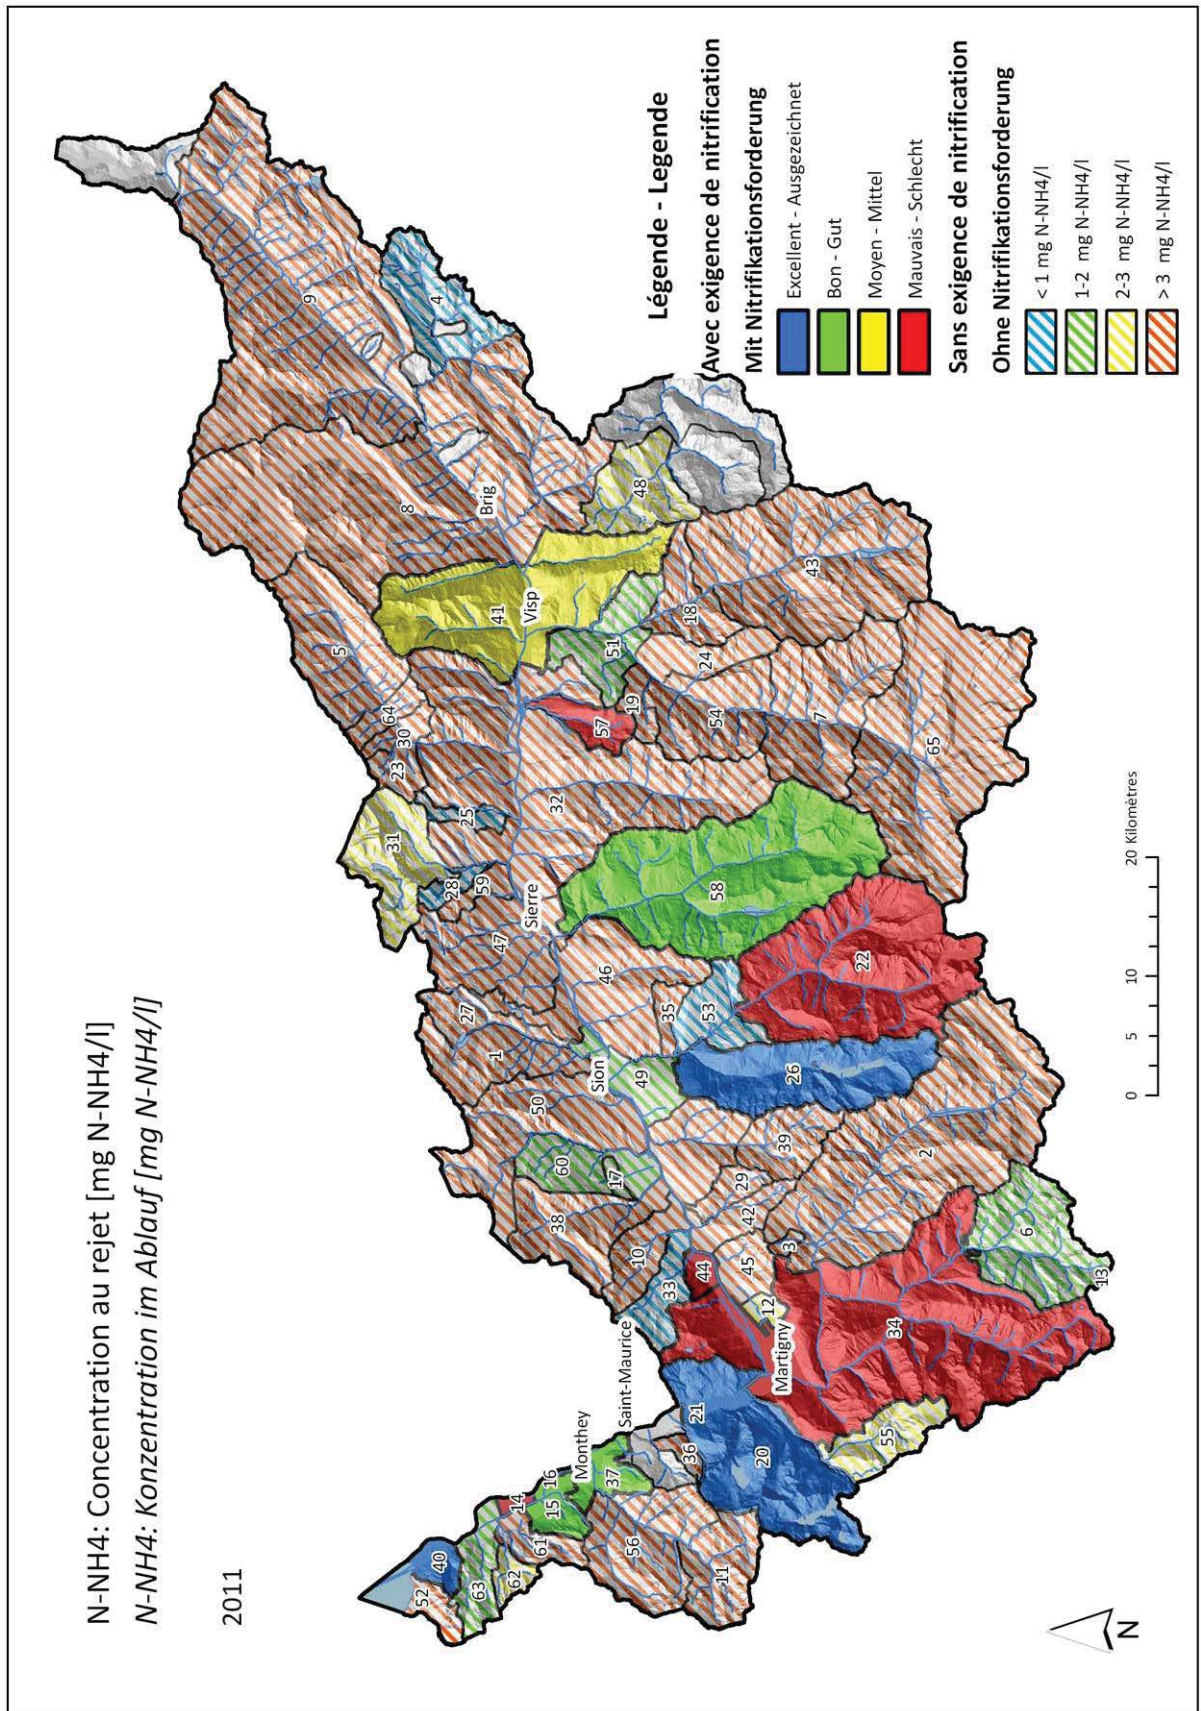 N-NH4: Concentration au rejet [mg N-NH4/l]
N-NH4: Konzentration im Ablauf [mg N-NH4/l]
2011
Légende - Legende
Avec exigence de nitrification
Mit Nitrifikationsforderung
Excellent - Ausgezeichnet
Bon - Gut
Moyen - Mittel
Mauvais - Schlecht
Sans exigence de nitrification
Ohne Nitrifikationsforderung
< 1 mg N-NH4/l
1-2 mg N-NH4/l
2-3 mg N-NH4/l
> 3 mg N-NH4/l
52
40
63
62
61
14
15
16
Monthey
37
56
11
36
Saint-Maurice
21
20
55
Martigny
12
34
33
44
45
10
42
3
29
39
38
60
17
50
Sion
49
26
2
6
13
1
27
47
46
35
53
22
58
Sierre
59
28
25
31
32
23
30
64
5
57
19
54
7
65
24
18
43
51
Visp
41
48
8
Brig
9
4
0
5
10
20 Kilomètres
N